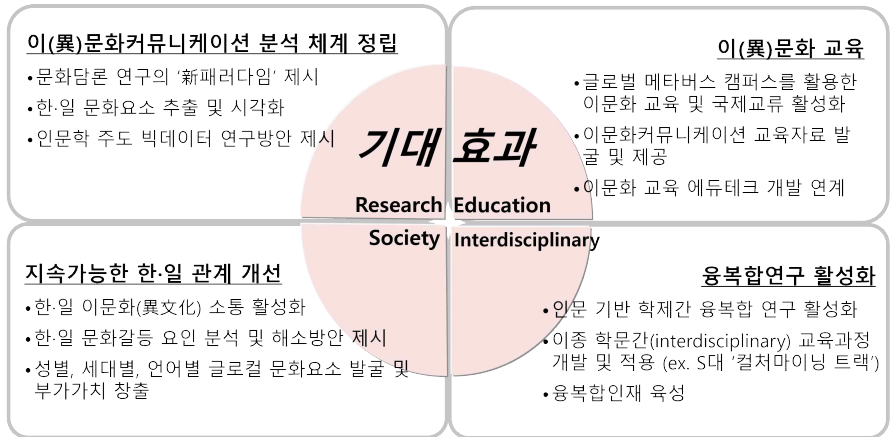 이(異)문화커뮤니케이션 분석 체계 정립
•문화담론 연구의 ‘新패러다임’ 제시
•한·일 문화요소 추출 및 시각화
•인문학 주도 빅데이터 연구방안 제시
이(異)문화 교육
•글로벌 메타버스 캠퍼스를 활용한
이문화 교육 및 국제교류 활성화
•이문화커뮤니케이션 교육자료 발
굴 및 제공
•이문화 교육 에듀테크 개발 연계
기대 효과
Research Education
Society Interdisciplinary
지속가능한 한·일 관계 개선
•한·일 이문화(異文化) 소통 활성화
•한·일 문화갈등 요인 분석 및 해소방안 제시
•성별, 세대별, 언어별 글로컬 문화요소 발굴 및
부가가치 창출
융복합연구 활성화
•인문 기반 학제간 융복합 연구 활성화
•이종 학문간(interdisciplinary) 교육과정
개발 및 적용 (ex. S대 ‘컬처마이닝 트랙’)
•융복합인재 육성